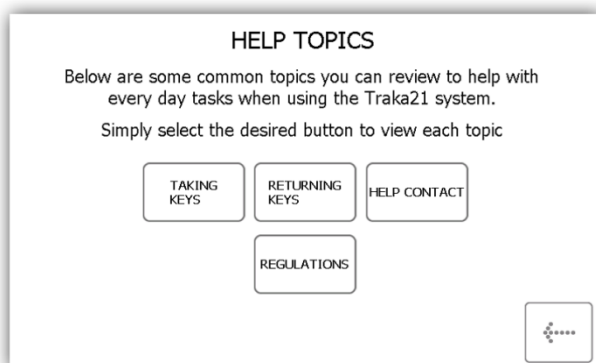 HELP TOPICS
Below are some common topics you can review to help with
every day tasks when using the Traka21 system.
Simply select the desired button to view each topic
TAKING
KEYS
RETURNING
KEYS
HELP CONTACT
REGULATIONS